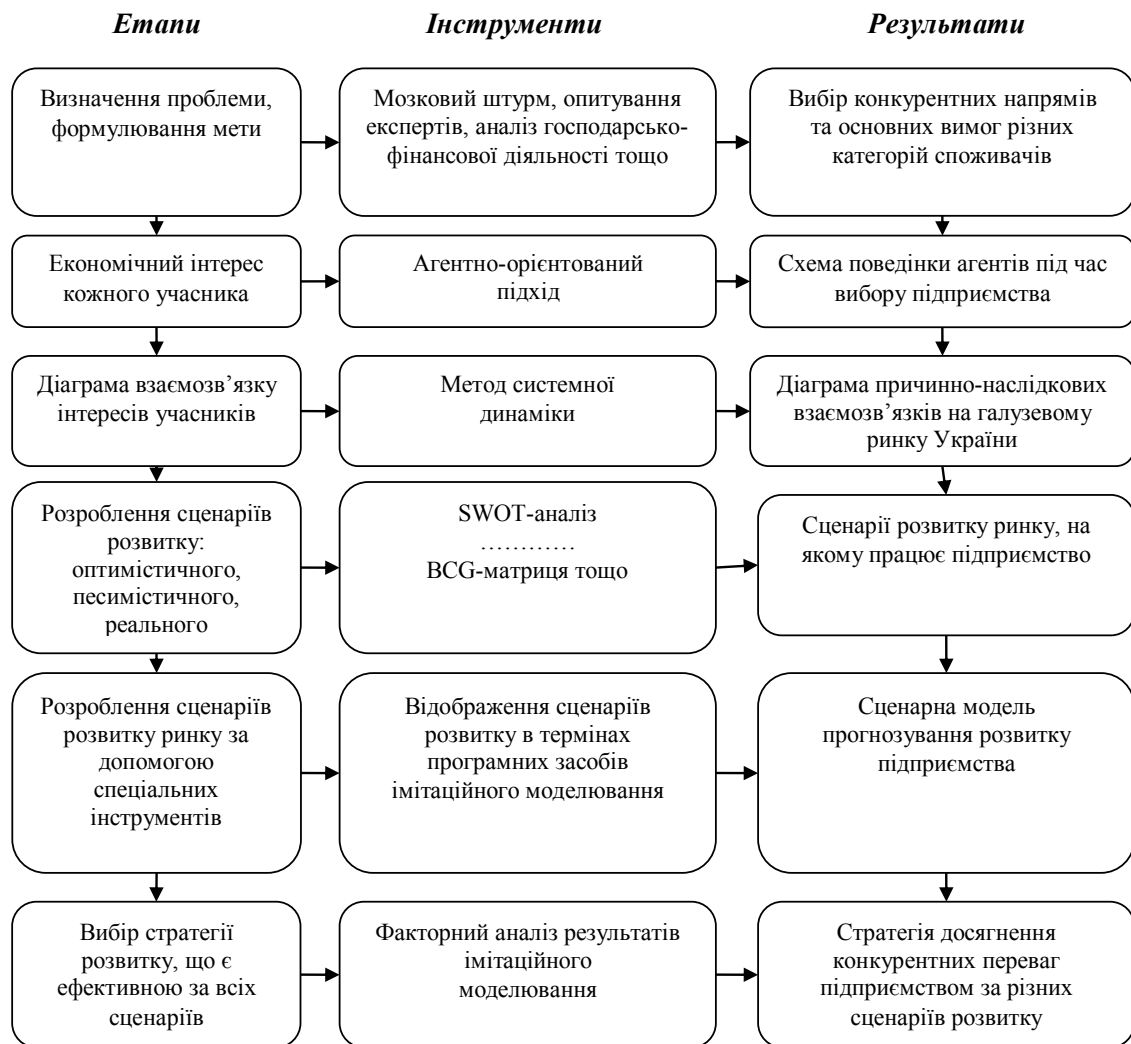 Етапи
Інструменти
Результати
Визначення проблеми,
формулювання мети
Мозковий штурм, опитування
експертів, аналіз господарсько-
фінансової діяльності тощо
Вибір конкурентних напрямів
та основних вимог різних
категорій споживачів
Економічний інтерес
кожного учасника
Агентно-орієнтований
підхід
Схема поведінки агентів під час
вибору підприємства
Діаграма взаємозв’язку
інтересів учасників
Метод системної
динаміки
Діаграма причинно-наслідкових
взаємозв’язків на галузевому
ринку України
Розроблення сценаріїв
розвитку:
оптимістичного,
песимістичного,
реального
SWOT-аналіз
…………
BCG-матриця тощо
Сценарії розвитку ринку, на
якому працює підприємство
Розроблення сценаріїв
розвитку ринку за
допомогою
спеціальних
інструментів
Відображення сценаріїв
розвитку в термінах
програмних засобів
імітаційного моделювання
Сценарна модель
прогнозування розвитку
підприємства
Вибір стратегії
розвитку, що є
ефективною за всіх
сценаріїв
Факторний аналіз результатів
імітаційного
моделювання
Стратегія досягнення
конкурентних переваг
підприємством за різних
сценаріїв розвитку